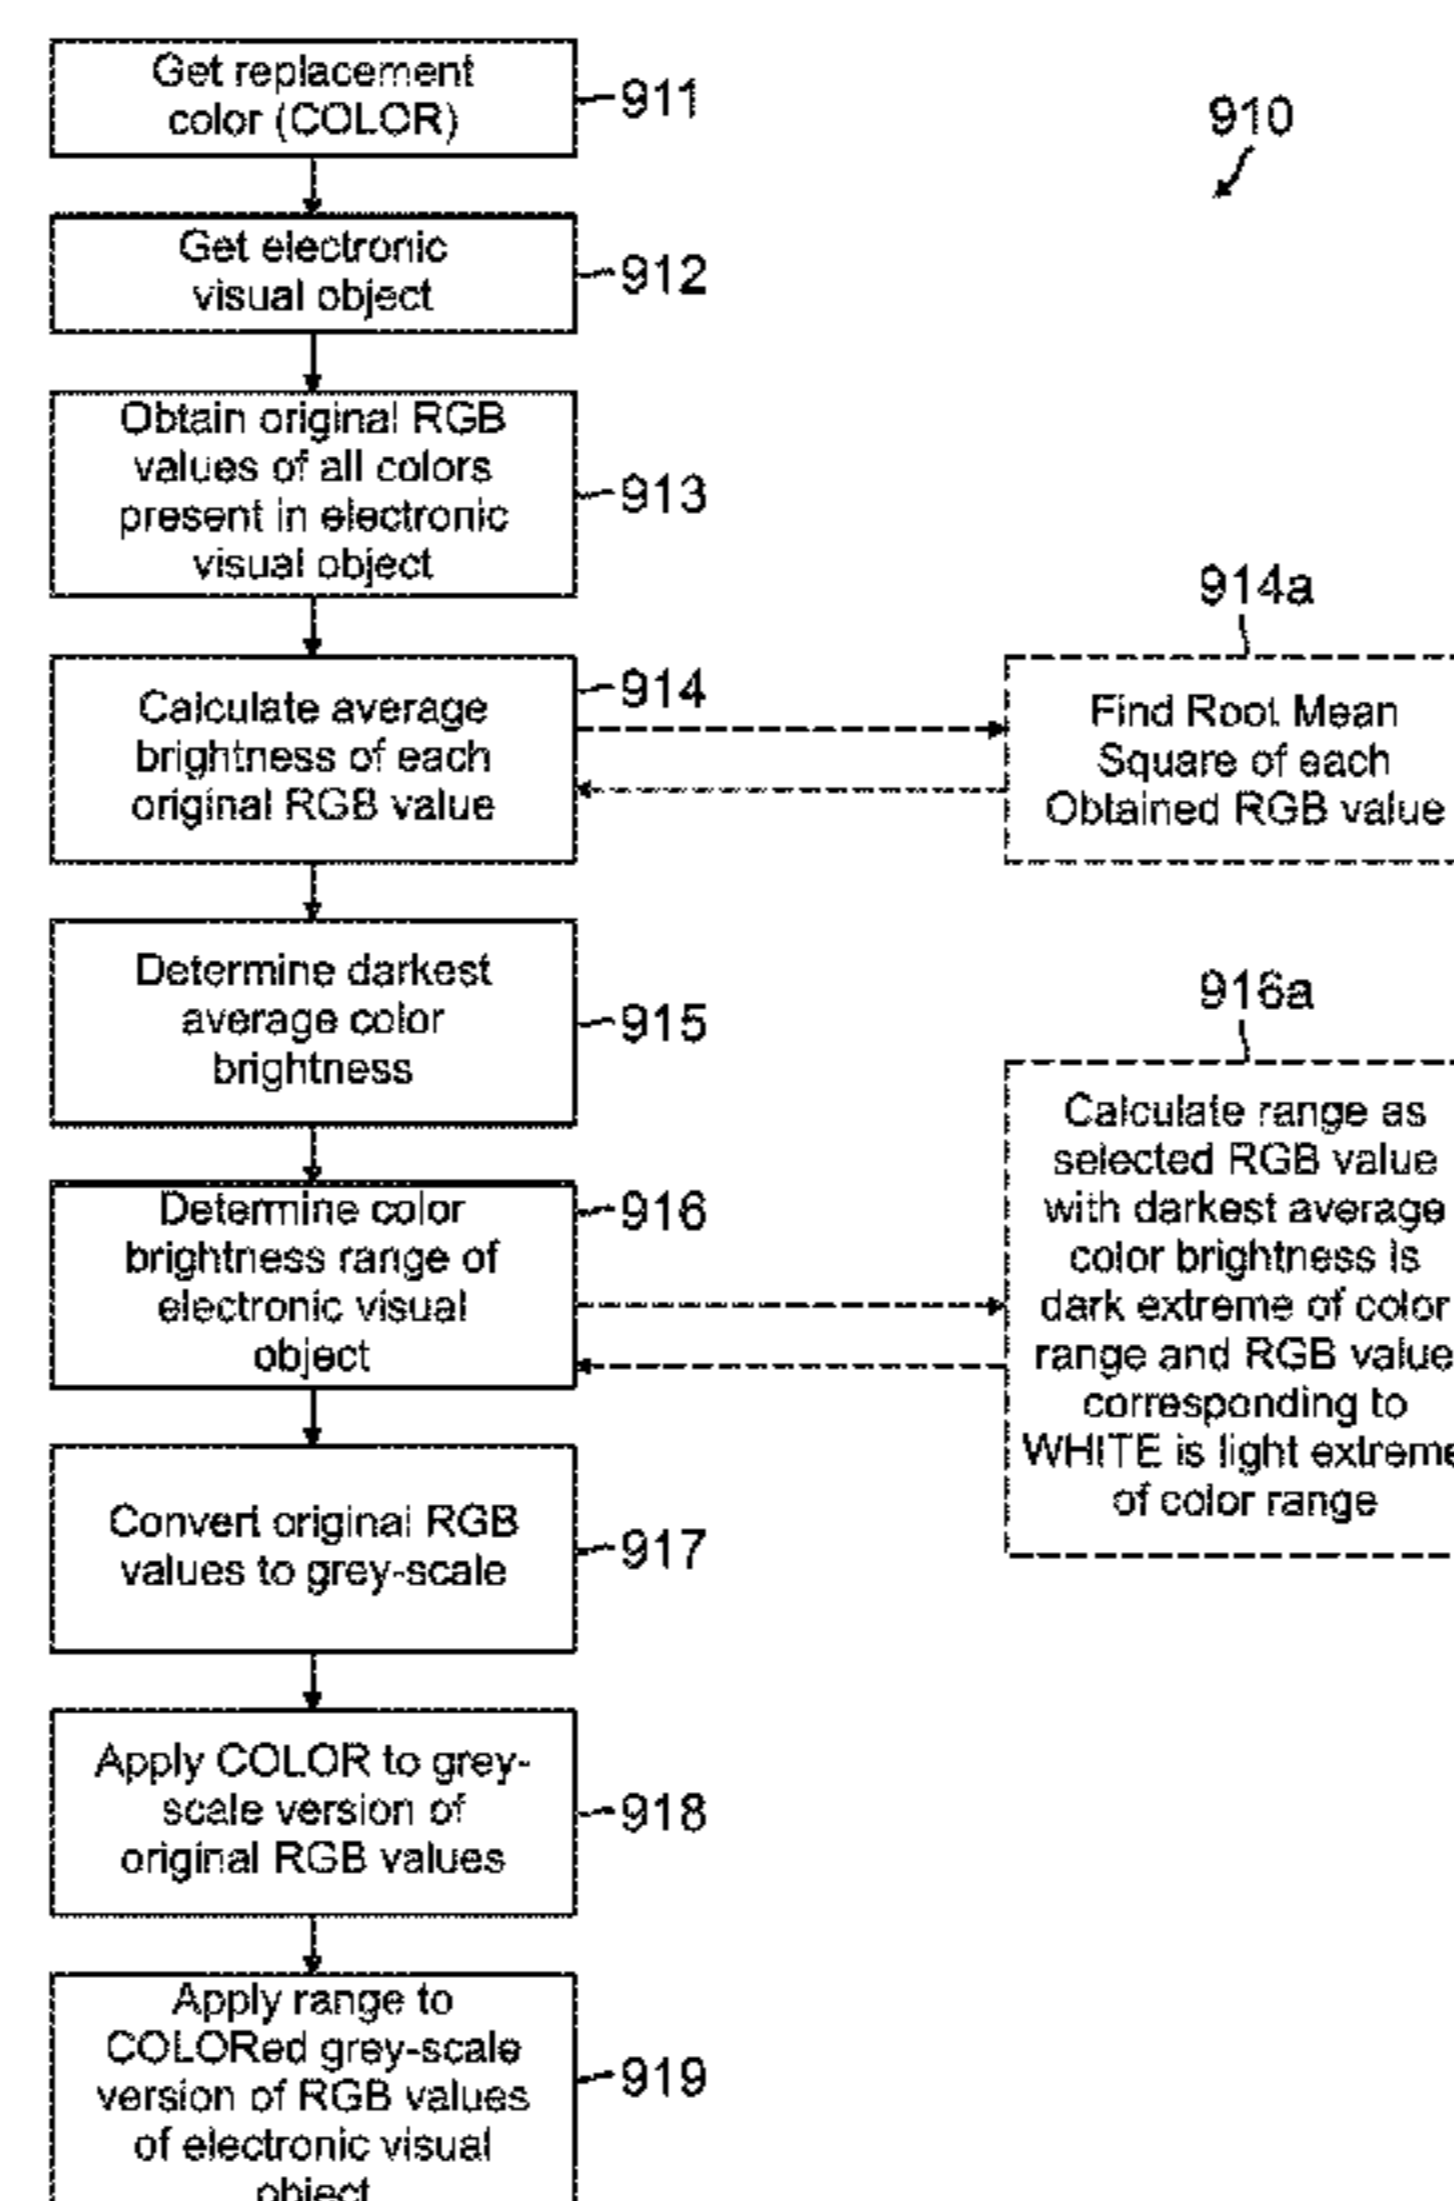 Get replacement
color (COLOR)
911
910
Get electronic
visual object
912
Obtain original RGB
values of all colors
present in electronic
visual object
913
914a
Calculate average
brightness of each
original RGB value
914
Find Root Mean
Square of each
Obtained RGB value
Determine darkest
average color
brightness
915
916a
Determine color
brightness range of
electronic visual
object
916
Calculate range as
selected RGB value
with darkest average
color brightness is
dark extreme of color
range and RGB value
corresponding to
WHITE is light extreme
of color range
Convert original RGB
values to grey-scale
917
Apply COLOR to grey-
scale version of
original RGB values
918
Apply range to
COLORed grey-scale
version of RGB values
of electronic visual
object
919